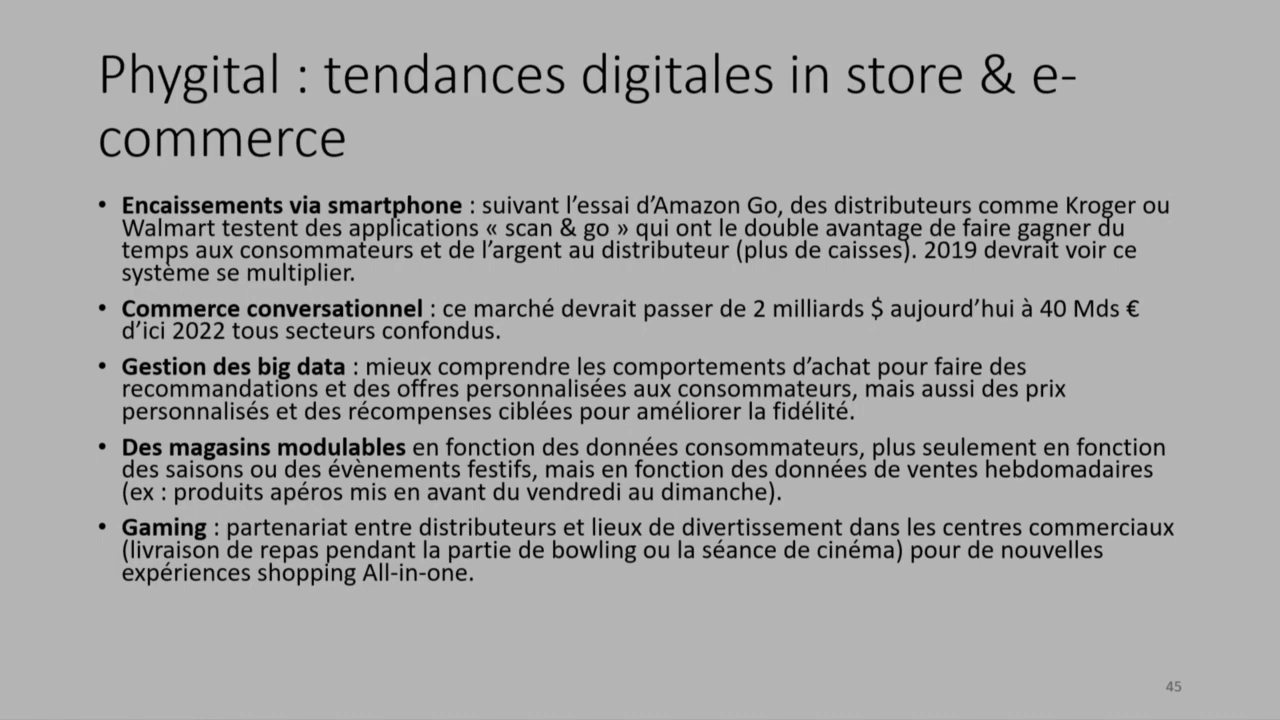 Phygital : tendances digitales in store & e-
commerce
• Encaissements via smartphone : suivant l’essai d’Amazon Go, des distributeurs comme Kroger ou
Walmart testent des applications « scan & go » qui ont le double avantage de faire gagner du
temps aux consommateurs et de l’argent au distributeur (plus de caisses). 2019 devrait voir ce
système se multiplier.
• Commerce conversationnel : ce marché devrait passer de 2 milliards $ aujourd’hui à 40 Mds €
d’ici 2022 tous secteurs confondus.
• Gestion des big data : mieux comprendre les comportements d’achat pour faire des
recommandations et des offres personnalisées aux consommateurs, mais aussi des prix
personnalisés et des récompenses ciblées pour améliorer la fidélité.
• Des magasins modulables en fonction des données consommateurs, plus seulement en fonction
des saisons ou des évènements festifs, mais en fonction des données de ventes hebdomadaires
(ex : produits apéros mis en avant du vendredi au dimanche).
• Gaming : partenariat entre distributeurs et lieux de divertissement dans les centres commerciaux
(livraison de repas pendant la partie de bowling ou la séance de cinéma) pour de nouvelles
expériences shopping All-in-one.
45